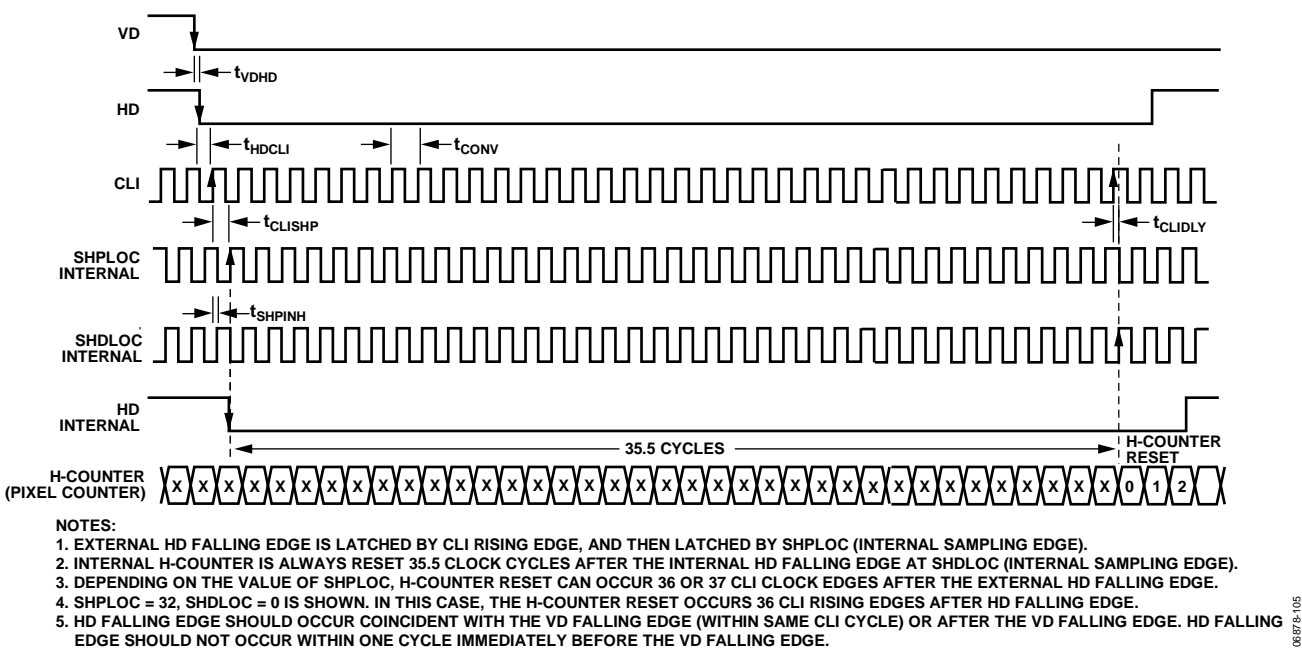 VD
tVDHD
HD
tHDCLI
tCONV
CLI
tCLISHP
tCLIDLY
SHPLOC
INTERNAL
tSHPINH
SHDLOC
INTERNAL
HD
INTERNAL
35.5 CYCLES
H-COUNTER
RESET
H-COUNTER
(PIXEL COUNTER)
X X X X X X X X X X X X X X X X X X X X X X X X X X X X X X X X X X X X X 0 1 2
NOTES:
1. EXTERNAL HD FALLING EDGE IS LATCHED BY CLI RISING EDGE, AND THEN LATCHED BY SHPLOC (INTERNAL SAMPLING EDGE).
2. INTERNAL H-COUNTER IS ALWAYS RESET 35.5 CLOCK CYCLES AFTER THE INTERNAL HD FALLING EDGE AT SHDLOC (INTERNAL SAMPLING EDGE).
3. DEPENDING ON THE VALUE OF SHPLOC, H-COUNTER RESET CAN OCCUR 36 OR 37 CLI CLOCK EDGES AFTER THE EXTERNAL HD FALLING EDGE.
4. SHPLOC = 32, SHDLOC = 0 IS SHOWN. IN THIS CASE, THE H-COUNTER RESET OCCURS 36 CLI RISING EDGES AFTER HD FALLING EDGE.
5. HD FALLING EDGE SHOULD OCCUR COINCIDENT WITH THE VD FALLING EDGE (WITHIN SAME CLI CYCLE) OR AFTER THE VD FALLING EDGE. HD FALLING
EDGE SHOULD NOT OCCUR WITHIN ONE CYCLE IMMEDIATELY BEFORE THE VD FALLING EDGE.
06878-105